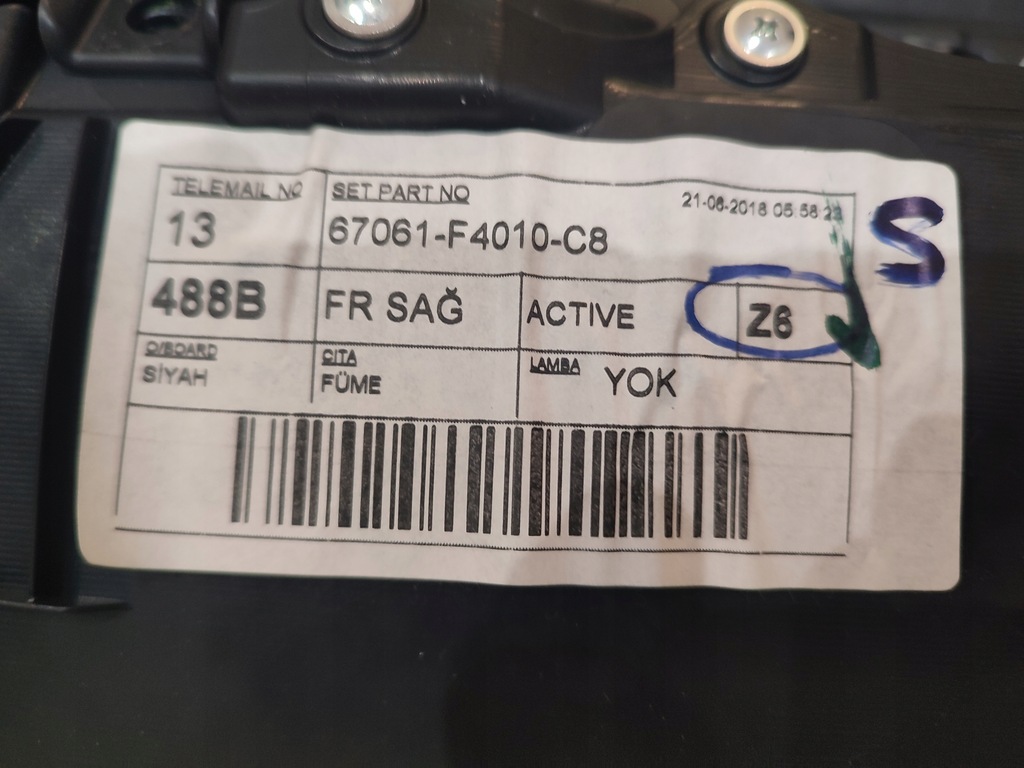 TELEMAIL NO
SET PART NO
21-06-2018 05:58:23
13
67061-F4010-C8
S
488B
FR SAĞ
ACTIVE
Z6
O/BOARD
SİYAH
ÇITA
FÜME
LAMBA
YOK